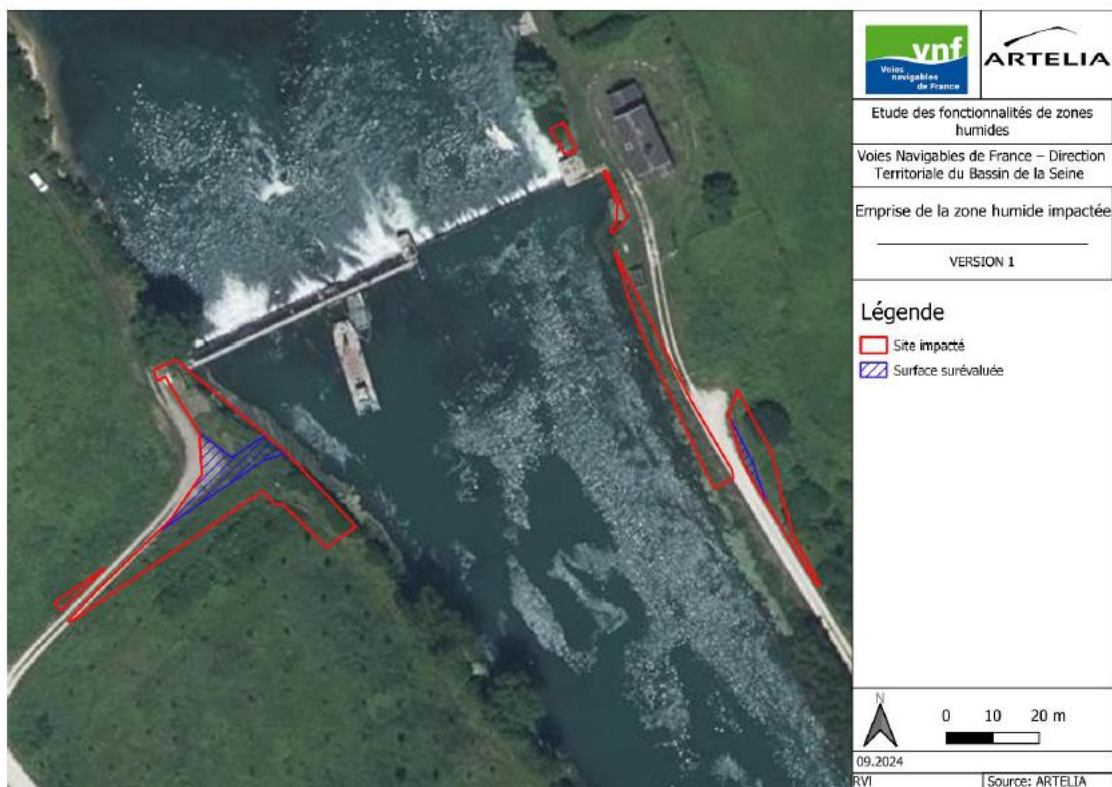 vnf
Voies
navigables
de France
ARTELIA
Etude des fonctionnalités de zones
humides
Voies Navigables de France – Direction
Territoriale du Bassin de la Seine
Emprise de la zone humide impactée
VERSION 1
Légende
Site impacté
Surface surévaluée
N
0 10 20 m
09.2024
RVI
Source: ARTELIA